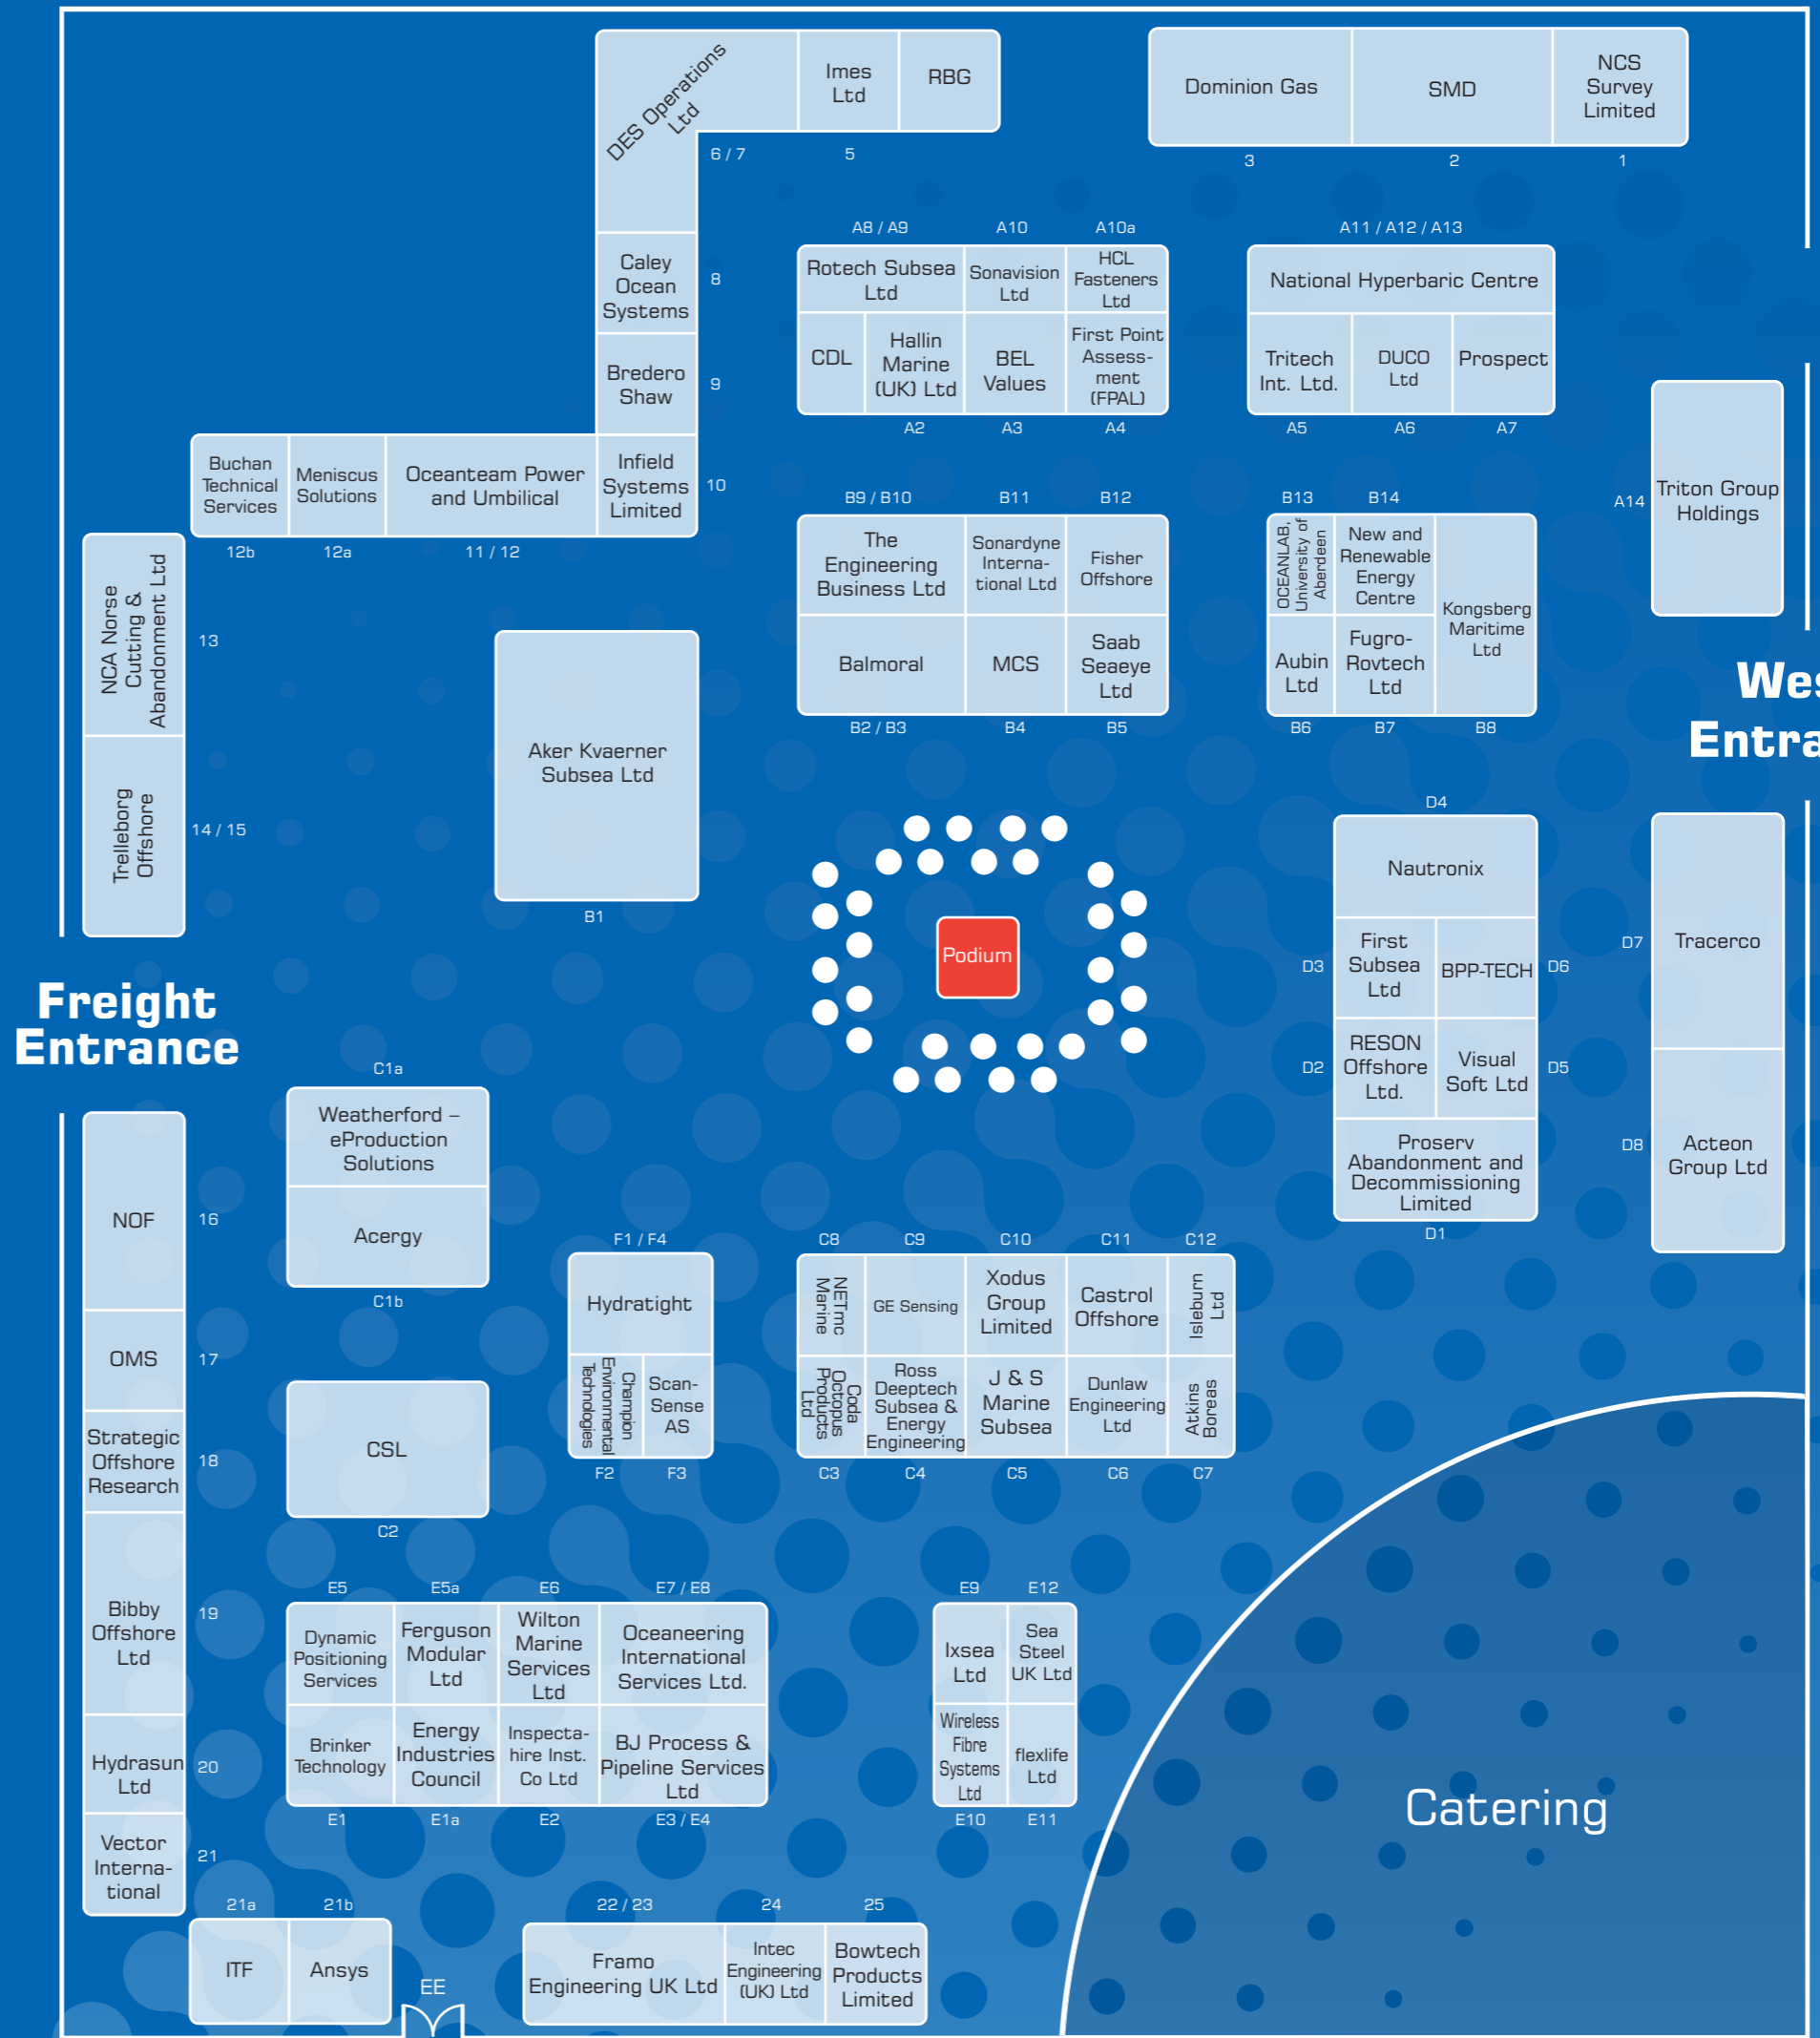 DES Operations
Ltd
Imes
Ltd
RBG
6 / 7
5
Dominion Gas
SMD
NCS
Survey
Limited
3
2
1
Caley
Ocean
Systems
8
Bredero
Shaw
9
Infield
Systems
Limited
10
Buchan
Technical
Services
Meniscus
Solutions
Oceanteam Power
and Umbilical
12b
12a
11 / 12
A8 / A9
A10
A10a
Rotech Subsea
Ltd
Sonavision
Ltd
HCL
Fasteners
Ltd
CDL
Hallin
Marine
(UK) Ltd
BEL
Values
First Point
Assess-
ment
(FPAL)
A2
A3
A4
A11 / A12 / A13
National Hyperbaric Centre
Tritech
Int. Ltd.
DUCO
Ltd
Prospect
A5
A6
A7
A14
Triton Group
Holdings
NCA Norse
Cutting &
Abandonment Ltd
13
Trelleborg
Offshore
14 / 15
Aker Kvaerner
Subsea Ltd
B1
B9 / B10
B11
B12
The
Engineering
Business Ltd
Sonardyne
Interna-
tional Ltd
Fisher
Offshore
Balmoral
MCS
Saab
Seaeye
Ltd
B2 / B3
B4
B5
B13
B14
OCEANLAB,
University of
Aberdeen
New and
Renewable
Energy
Centre
Kongsberg
Maritime
Ltd
Aubin
Ltd
Fugro-
Rovtech
Ltd
B6
B7
B8
Wes
Entra
Podium
D4
Nautronix
D3
First
Subsea
Ltd
BPP-TECH
D6
D2
RESON
Offshore
Ltd.
Visual
Soft Ltd
D5
Proserv
Abandonment and
Decommissioning
Limited
D1
D7
Tracerco
D8
Acteon
Group Ltd
Freight
Entrance
C1a
Weatherford –
eProduction
Solutions
Acergy
C1b
NOF
16
OMS
17
Strategic
Offshore
Research
18
Bibby
Offshore
Ltd
19
Hydrasun
Ltd
20
Vector
Interna-
tional
21
CSL
C2
F1 / F4
Hydratight
Champion
Environmental
Technologies
Scan-
Sense
AS
F2
F3
C8
C9
C10
C11
C12
NETmc
Marine
GE Sensing
Xodus
Group
Limited
Castrol
Offshore
Isleburn
Ltd
Coda
Octopus
Products
Ltd
Ross
Deeptech
Subsea &
Energy
Engineering
J & S
Marine
Subsea
Dunlaw
Engineering
Ltd
Atkins
Boreas
C3
C4
C5
C6
C7
E5
E5a
E6
E7 / E8
Dynamic
Positioning
Services
Ferguson
Modular
Ltd
Wilton
Marine
Services
Ltd
Oceaneering
International
Services Ltd.
Brinker
Technology
Energy
Industries
Council
Inspecta-
hire Inst.
Co Ltd
BJ Process &
Pipeline Services
Ltd
E1
E1a
E2
E3 / E4
E9
E12
Ixsea
Ltd
Sea
Steel
UK Ltd
Wireless
Fibre
Systems
Ltd
flexlife
Ltd
E10
E11
Catering
21a
21b
ITF
Ansys
EE
22 / 23
24
25
Framo
Engineering UK Ltd
Intec
Engineering
(UK) Ltd
Bowtech
Products
Limited